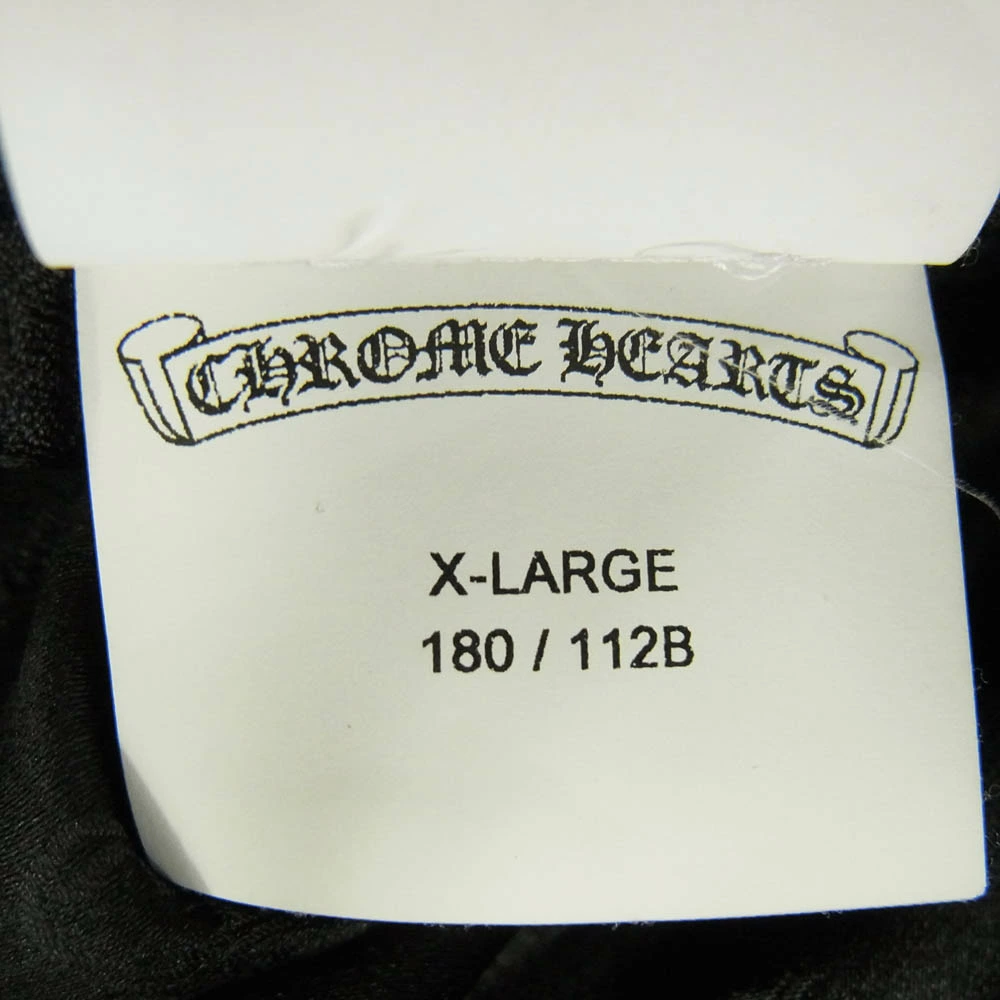 CHROME HEARTS
X-LARGE
180 / 112B